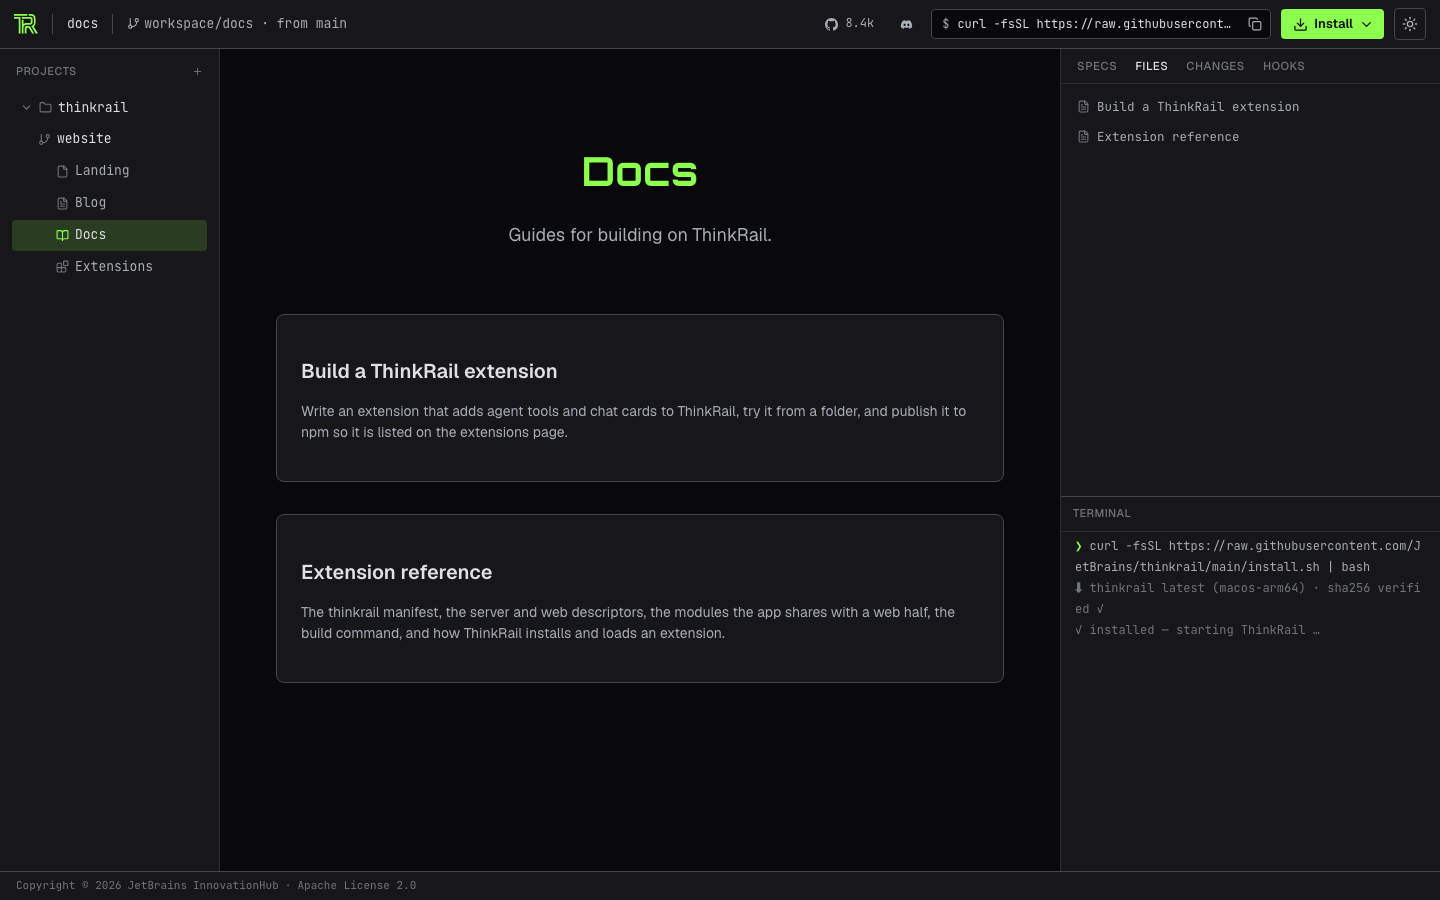 TR docs workspace/docs · from main 8.4k $ curl -fsSL https://raw.githubusercont… Install
PROJECTS +
thinkrail
website
Landing
Blog
Docs
Extensions
Docs
Guides for building on ThinkRail.
Build a ThinkRail extension
Write an extension that adds agent tools and chat cards to ThinkRail, try it from a folder, and publish it to
npm so it is listed on the extensions page.
Extension reference
The thinkrail manifest, the server and web descriptors, the modules the app shares with a web half, the
build command, and how ThinkRail installs and loads an extension.
SPECS FILES CHANGES HOOKS
Build a ThinkRail extension
Extension reference
TERMINAL
❯ curl -fsSL https://raw.githubusercontent.com/J
etBrains/thinkrail/main/install.sh | bash
⬇ thinkrail latest (macos-arm64) · sha256 verifi
ed √
√ installed — starting ThinkRail …
Copyright © 2026 JetBrains InnovationHub · Apache License 2.0